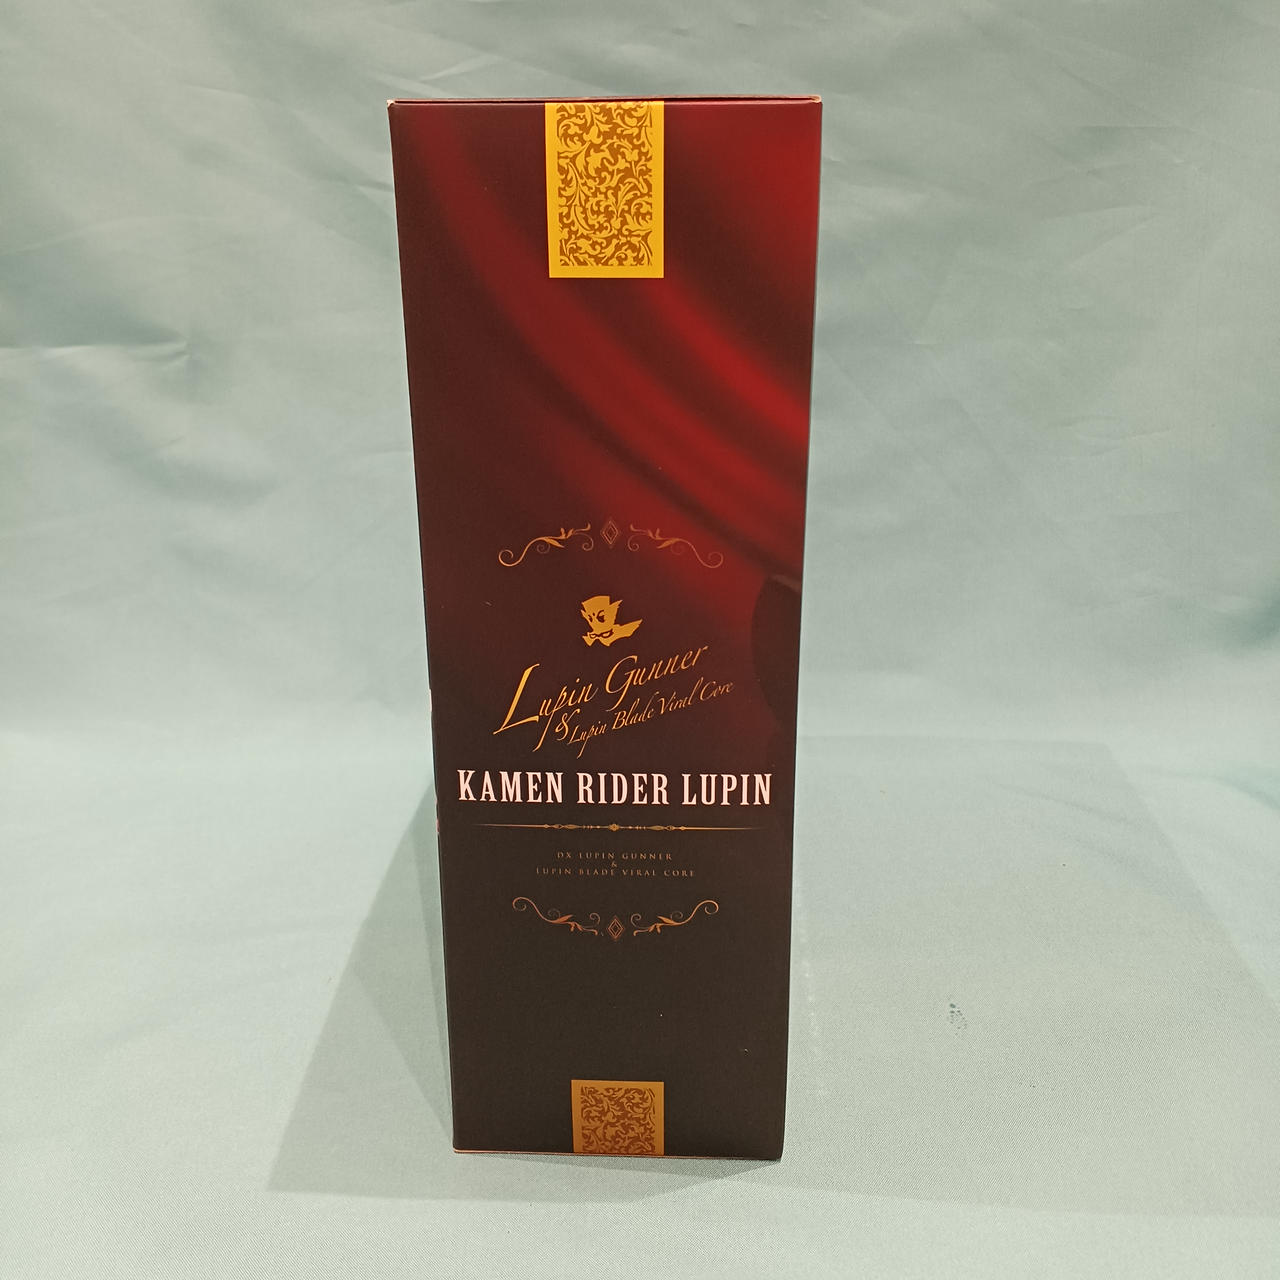 Lupin Gunner
& Lupin Blade Viral Core
KAMEN RIDER LUPIN
DX LUPIN GUNNER
&
LUPIN BLADE VIRAL CORE